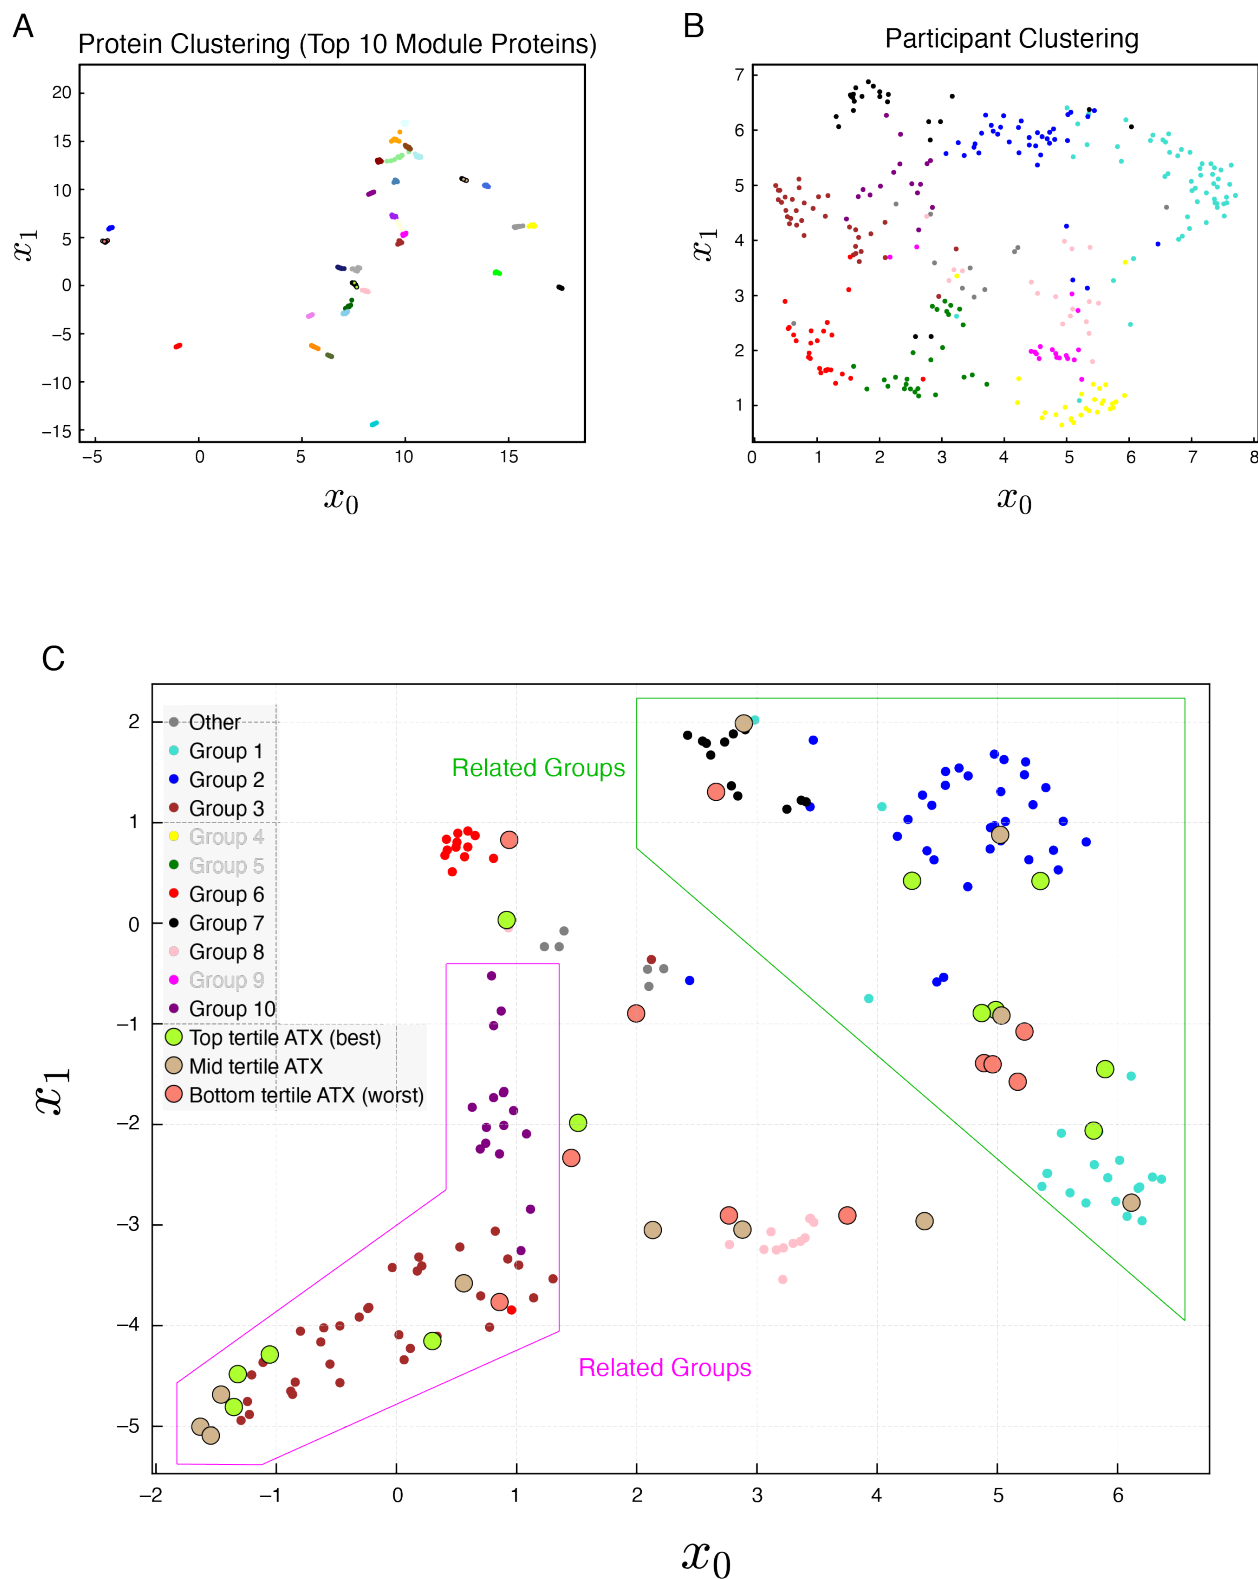 A
Protein Clustering (Top 10 Module Proteins)
20
15
10
5
0
−5
−10
−15
x1
−5
0
5
10
15
x0
B
Participant Clustering
7
6
5
4
3
2
1
x1
0
1
2
3
4
5
6
7
8
x0
C
2
1
0
−1
−2
−3
−4
−5
x1
Other
Group 1
Group 2
Group 3
Group 4
Group 5
Group 6
Group 7
Group 8
Group 9
Group 10
Top tertile ATX (best)
Mid tertile ATX
Bottom tertile ATX (worst)
Related Groups
Related Groups
−2
−1
0
1
2
3
4
5
6
x0